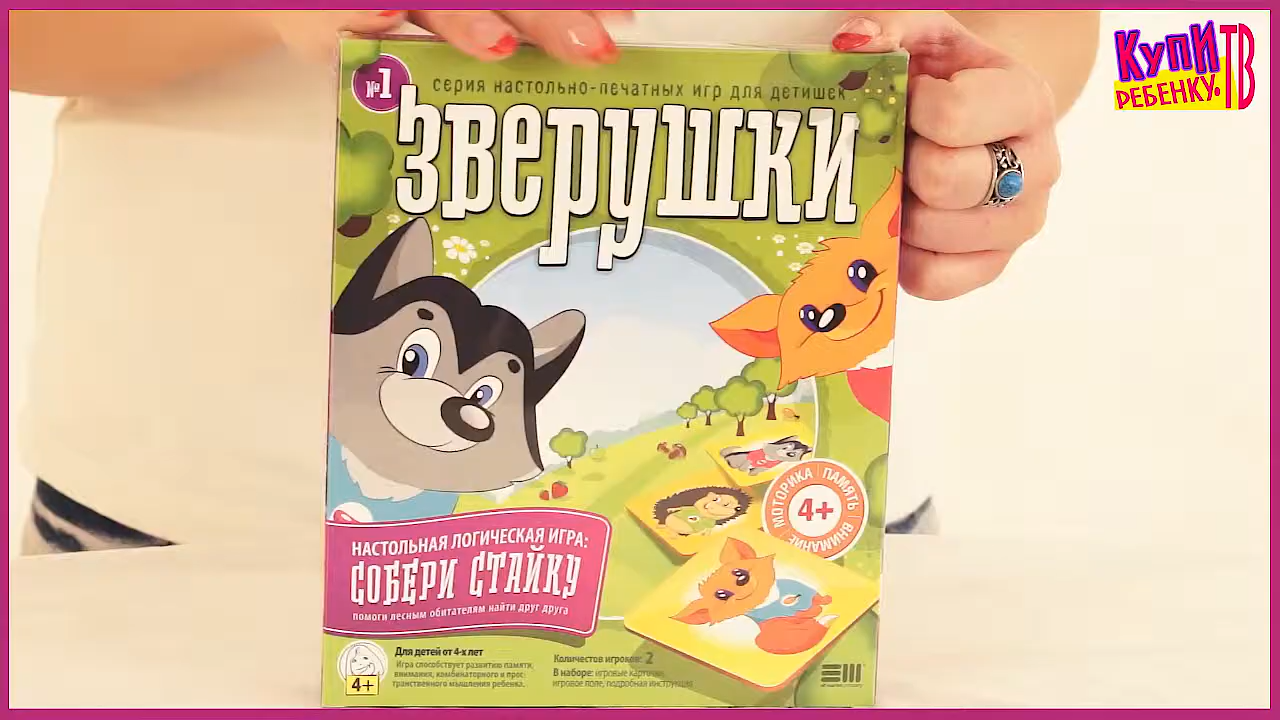 КУПИ
РЕБЕНКУ.ТВ
№1
серия настольно-печатных игр для детишек
Зверушки
МОТОРИКА | ПАМЯТЬ | ВНИМАНИЕ
4+
НАСТОЛЬНАЯ ЛОГИЧЕСКАЯ ИГРА:
СОБЕРИ СТАЙКУ
помоги лесным обитателям найти друг друга
Для детей от 4-х лет
Игра способствует развитию памяти,
внимания, комбинаторного и прос-
транственного мышления ребенка.
4+
Количестов игроков: 2
В наборе: игровые карточки,
игровое поле, подробная инструкция